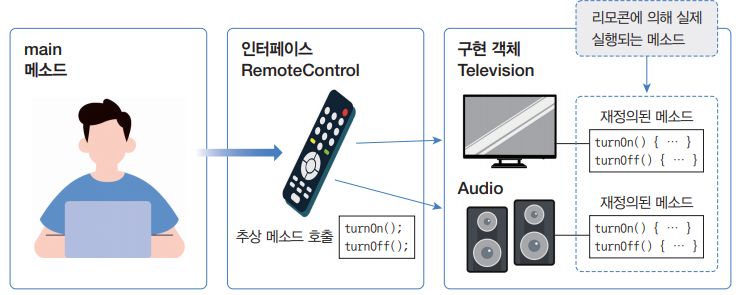 main
메소드
인터페이스
RemoteControl
추상 메소드 호출
turnOn();
turnOff();
구현 객체
Television
리모콘에 의해 실제
실행되는 메소드
재정의된 메소드
turnOn() { … }
turnOff() { … }
Audio
재정의된 메소드
turnOn() { … }
turnOff() { … }